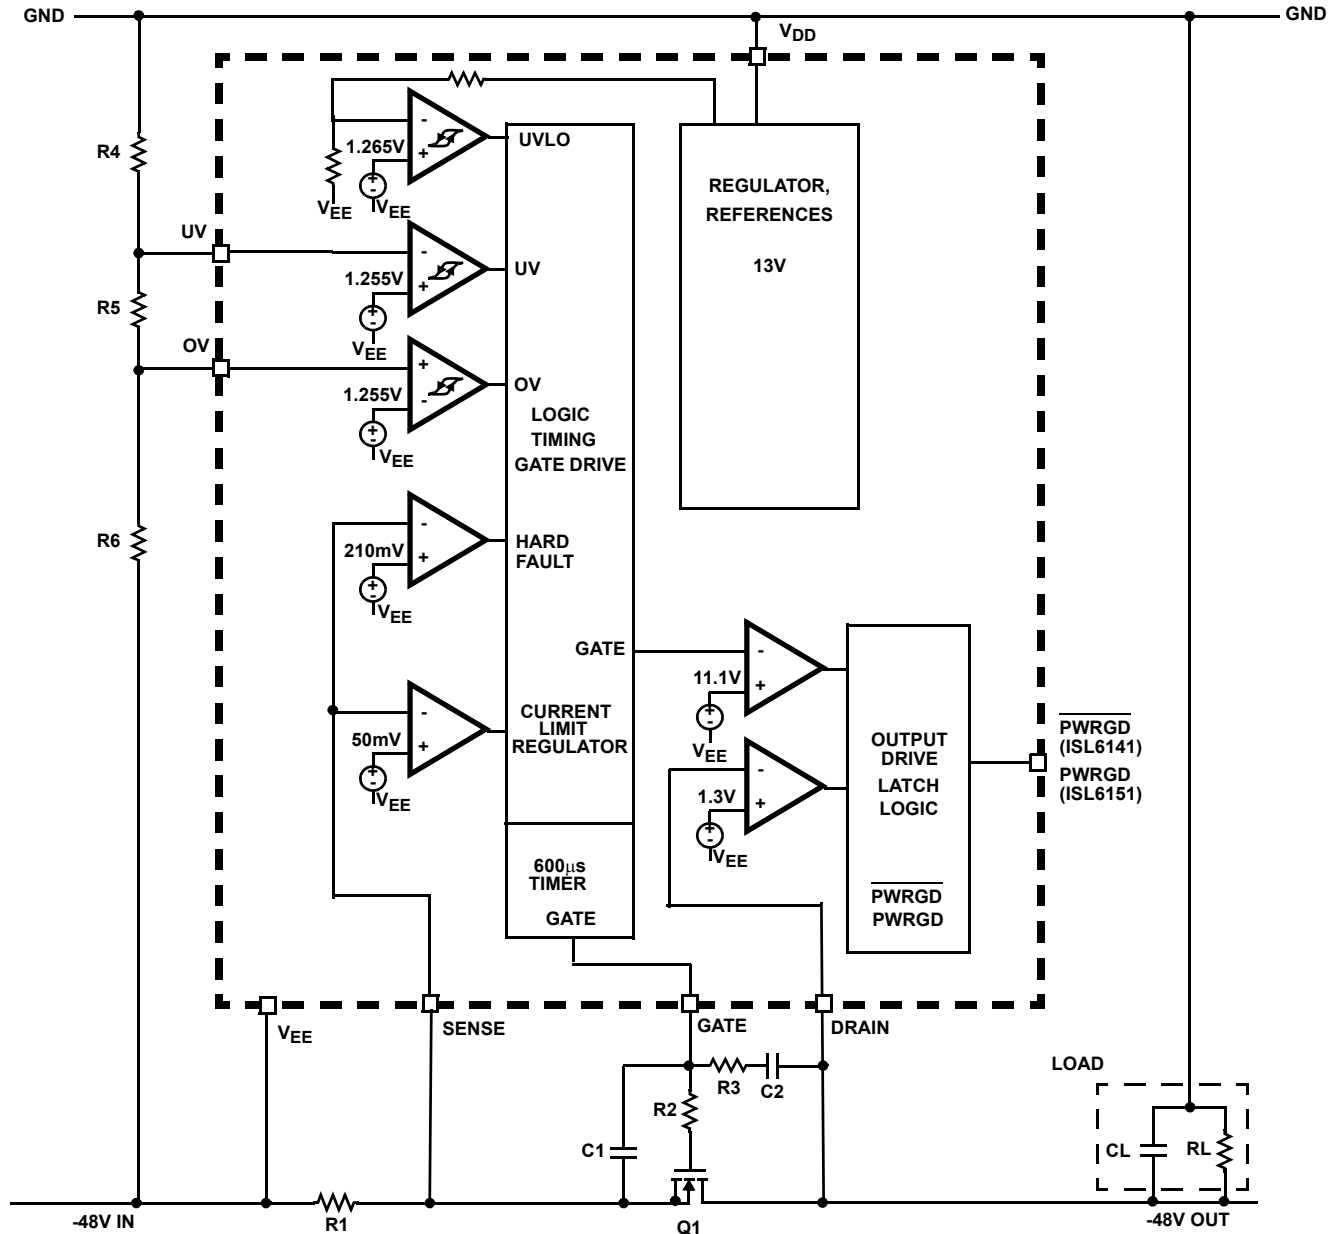 GND
GND
VDD
R4
1.265V
-
+
+
-
VEE
VEE
UVLO
REGULATOR,
REFERENCES
13V
UV
-
+
1.255V
+
-
VEE
UV
R5
OV
+
-
1.255V
+
-
VEE
OV
LOGIC
TIMING
GATE DRIVE
R6
-
+
210mV
+
-
VEE
HARD
FAULT
GATE
-
+
11.1V
+
-
VEE
-
+
50mV
+
-
VEE
CURRENT
LIMIT
REGULATOR
-
+
1.3V
+
-
VEE
OUTPUT
DRIVE
LATCH
LOGIC
PWRGD
PWRGD
PWRGD
(ISL6141)
PWRGD
(ISL6151)
600μs
TIMER
GATE
VEE
SENSE
GATE
DRAIN
R3
C2
R2
C1
LOAD
CL
RL
-48V IN
R1
Q1
-48V OUT